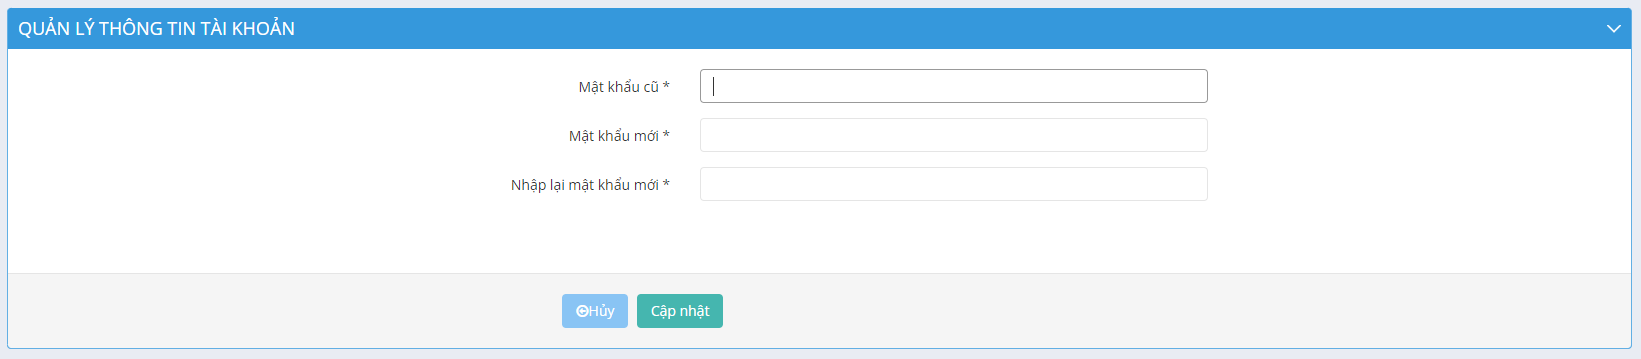 QUẢN LÝ THÔNG TIN TÀI KHOẢN
Mật khẩu cũ *
Mật khẩu mới *
Nhập lại mật khẩu mới *
Hủy Cập nhật